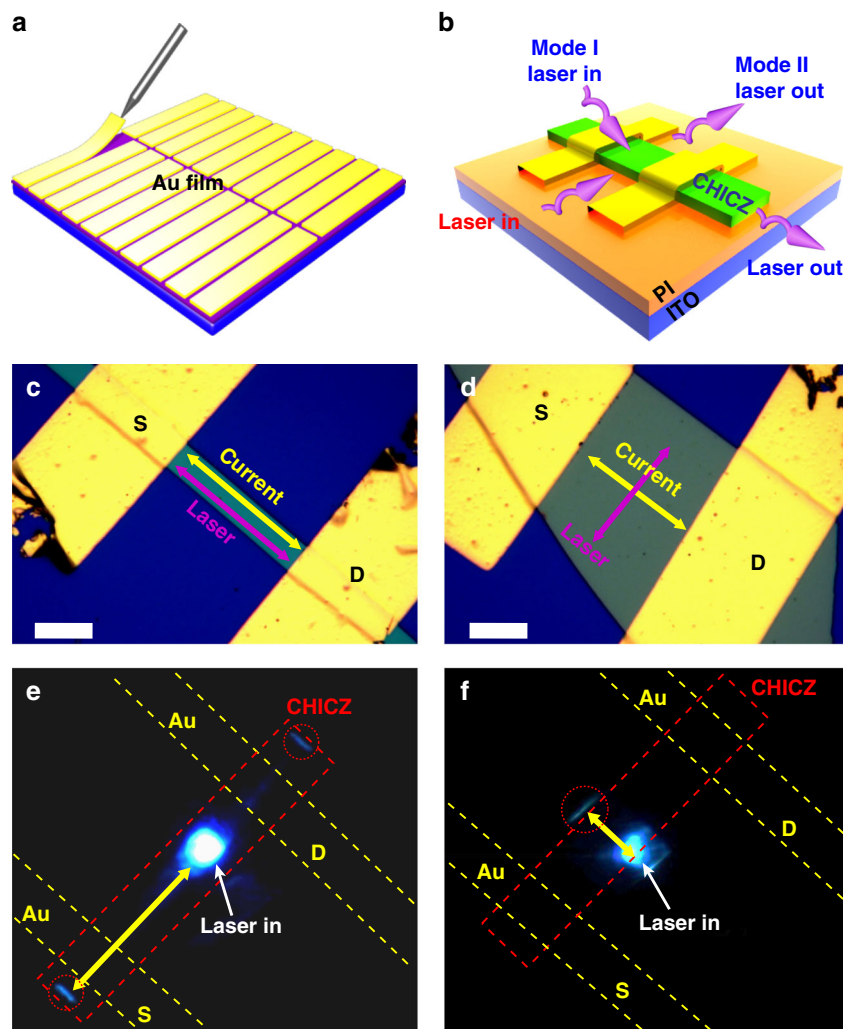 a
Au film
b
Mode I
laser in
Mode II
laser out
CHICZ
Laser in
Laser out
PI
ITO
c
S
Current
Laser
D
d
S
Current
Laser
D
e
CHICZ
Au
D
Laser in
Au
S
f
CHICZ
Au
D
Au
Laser in
S